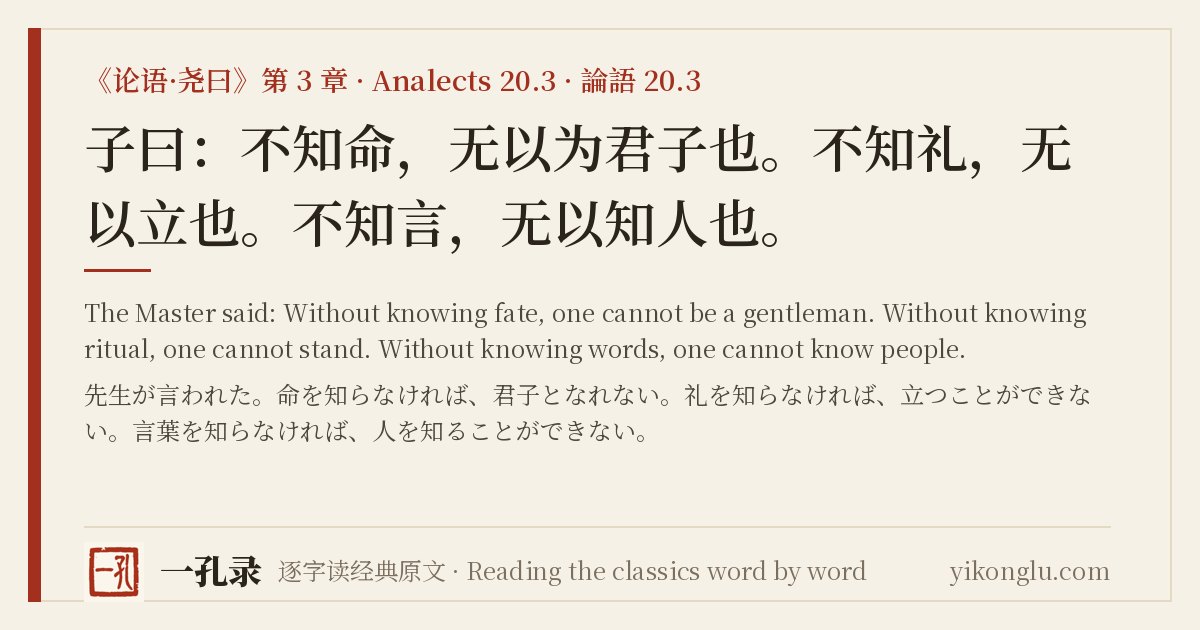 《论语·尧曰》第 3 章 · Analects 20.3 · 論語 20.3
子曰：不知命，无以为君子也。不知礼，无
以立也。不知言，无以知人也。
The Master said: Without knowing fate, one cannot be a gentleman. Without knowing
ritual, one cannot stand. Without knowing words, one cannot know people.
先生が言われた。命を知らなければ、君子となれない。礼を知らなければ、立つことができな
い。言葉を知らなければ、人を知ることができない。
一孔
一孔录 逐字读经典原文 · Reading the classics word by word yikonglu.com